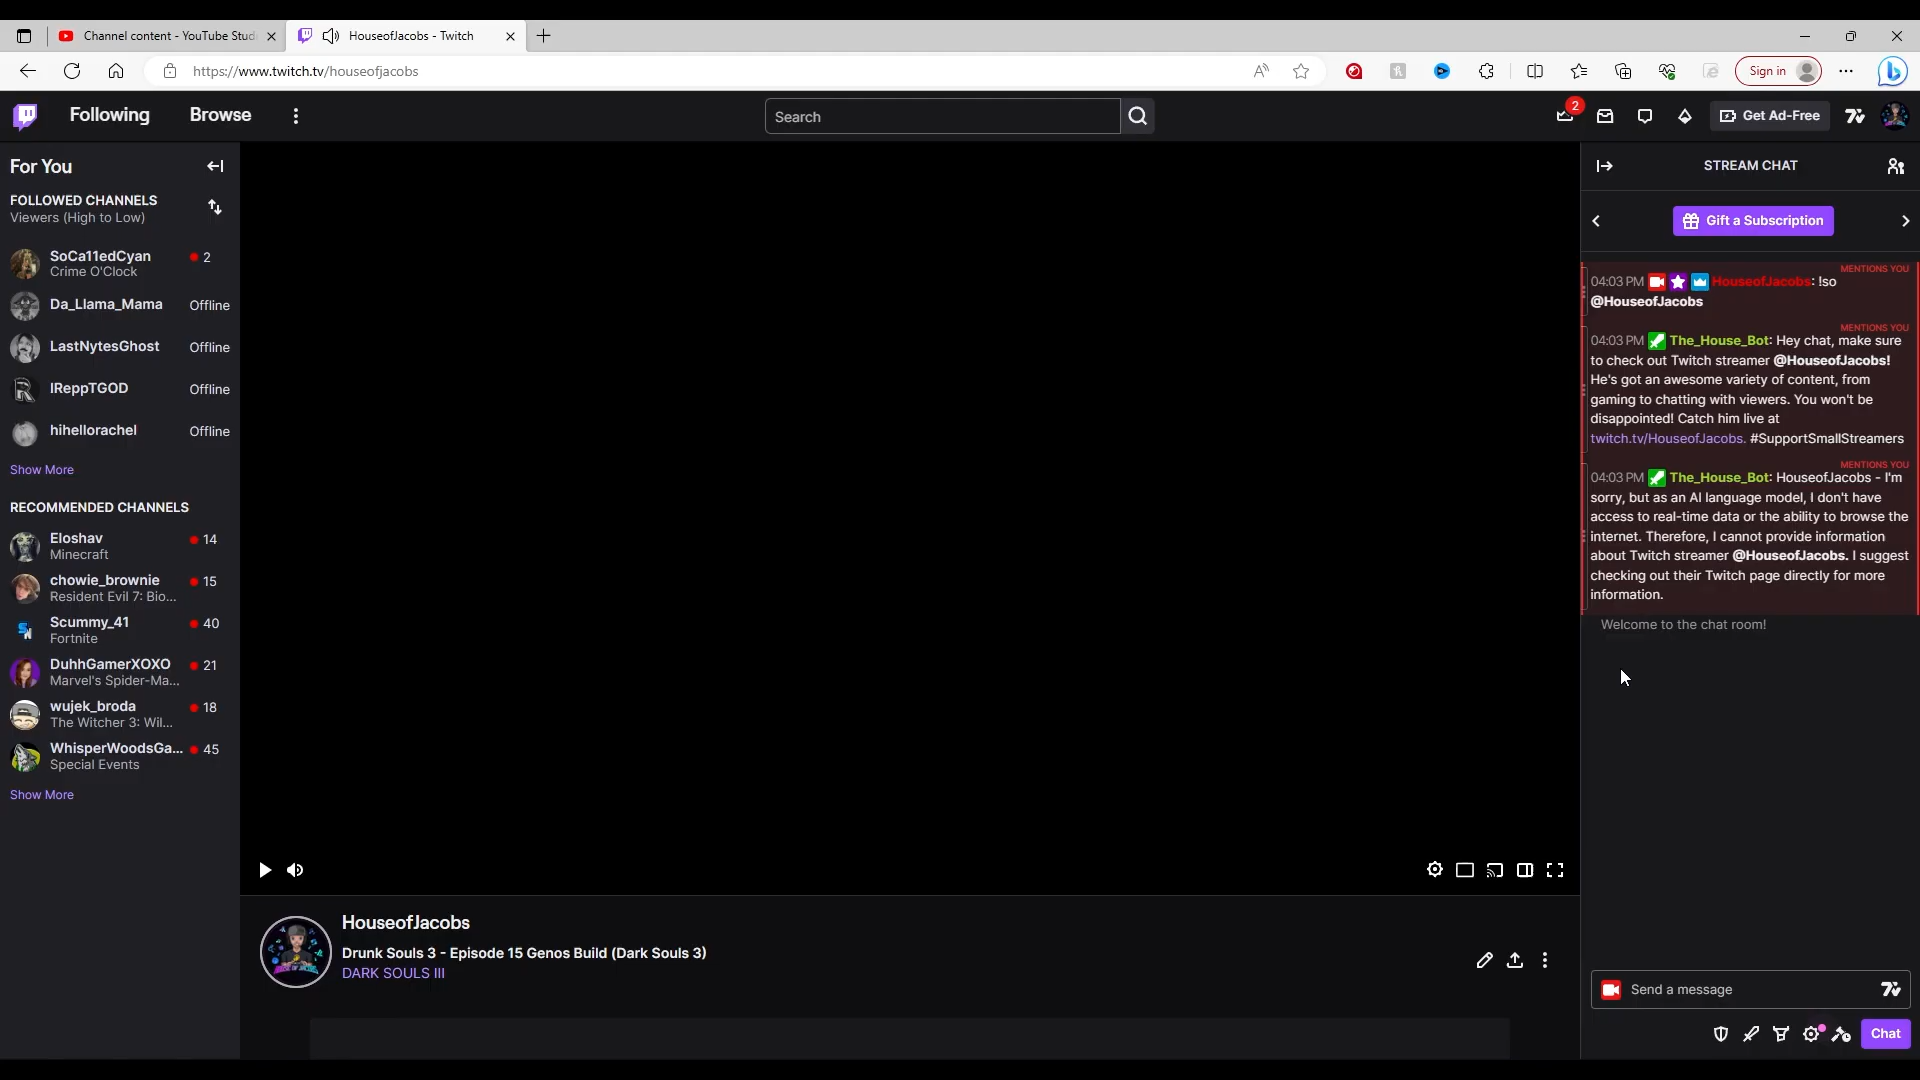 Channel content - YouTube Stud
HouseofJacobs - Twitch
https://www.twitch.tv/houseofjacobs
Sign in
Following
Browse
Search
2
Get Ad-Free
For You
FOLLOWED CHANNELS
Viewers (High to Low)
SoCa11edCyan
2
Crime O'Clock
Da_Llama_Mama
Offline
LastNytesGhost
Offline
IReppTGOD
Offline
hihellorachel
Offline
Show More
RECOMMENDED CHANNELS
Eloshav
14
Minecraft
chowie_brownie
15
Resident Evil 7: Bio...
Scummy_41
40
Fortnite
DuhhGamerXOXO
21
Marvel's Spider-Ma...
wujek_broda
18
The Witcher 3: Wil...
WhisperWoodsGa...
45
Special Events
Show More
HouseofJacobs
Drunk Souls 3 - Episode 15 Genos Build (Dark Souls 3)
DARK SOULS III
STREAM CHAT
Gift a Subscription
MENTIONS YOU
04:03 PM HouseofJacobs: !so
@HouseofJacobs
MENTIONS YOU
04:03 PM The_House_Bot: Hey chat, make sure
to check out Twitch streamer @HouseofJacobs!
He's got an awesome variety of content, from
gaming to chatting with viewers. You won't be
disappointed! Catch him live at
twitch.tv/HouseofJacobs. #SupportSmallStreamers
MENTIONS YOU
04:03 PM The_House_Bot: HouseofJacobs - I'm
sorry, but as an AI language model, I don't have
access to real-time data or the ability to browse the
internet. Therefore, I cannot provide information
about Twitch streamer @HouseofJacobs. I suggest
checking out their Twitch page directly for more
information.
Welcome to the chat room!
Send a message
Chat